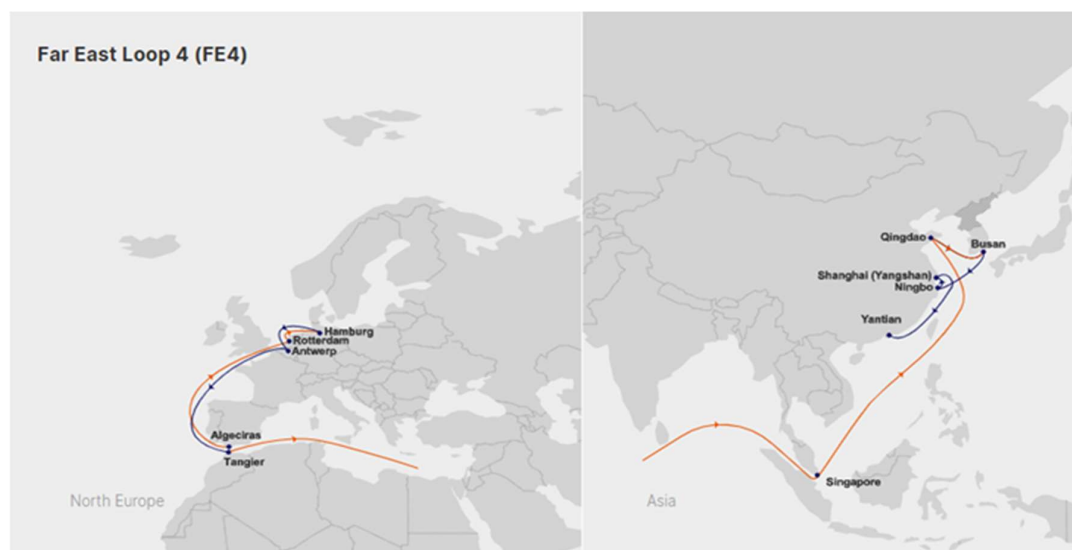 Far East Loop 4 (FE4)
Hamburg
Rotterdam
Antwerp
Algeciras
Tangier
North Europe
Qingdao
Busan
Shanghai (Yangshan)
Ningbo
Yantian
Singapore
Asia